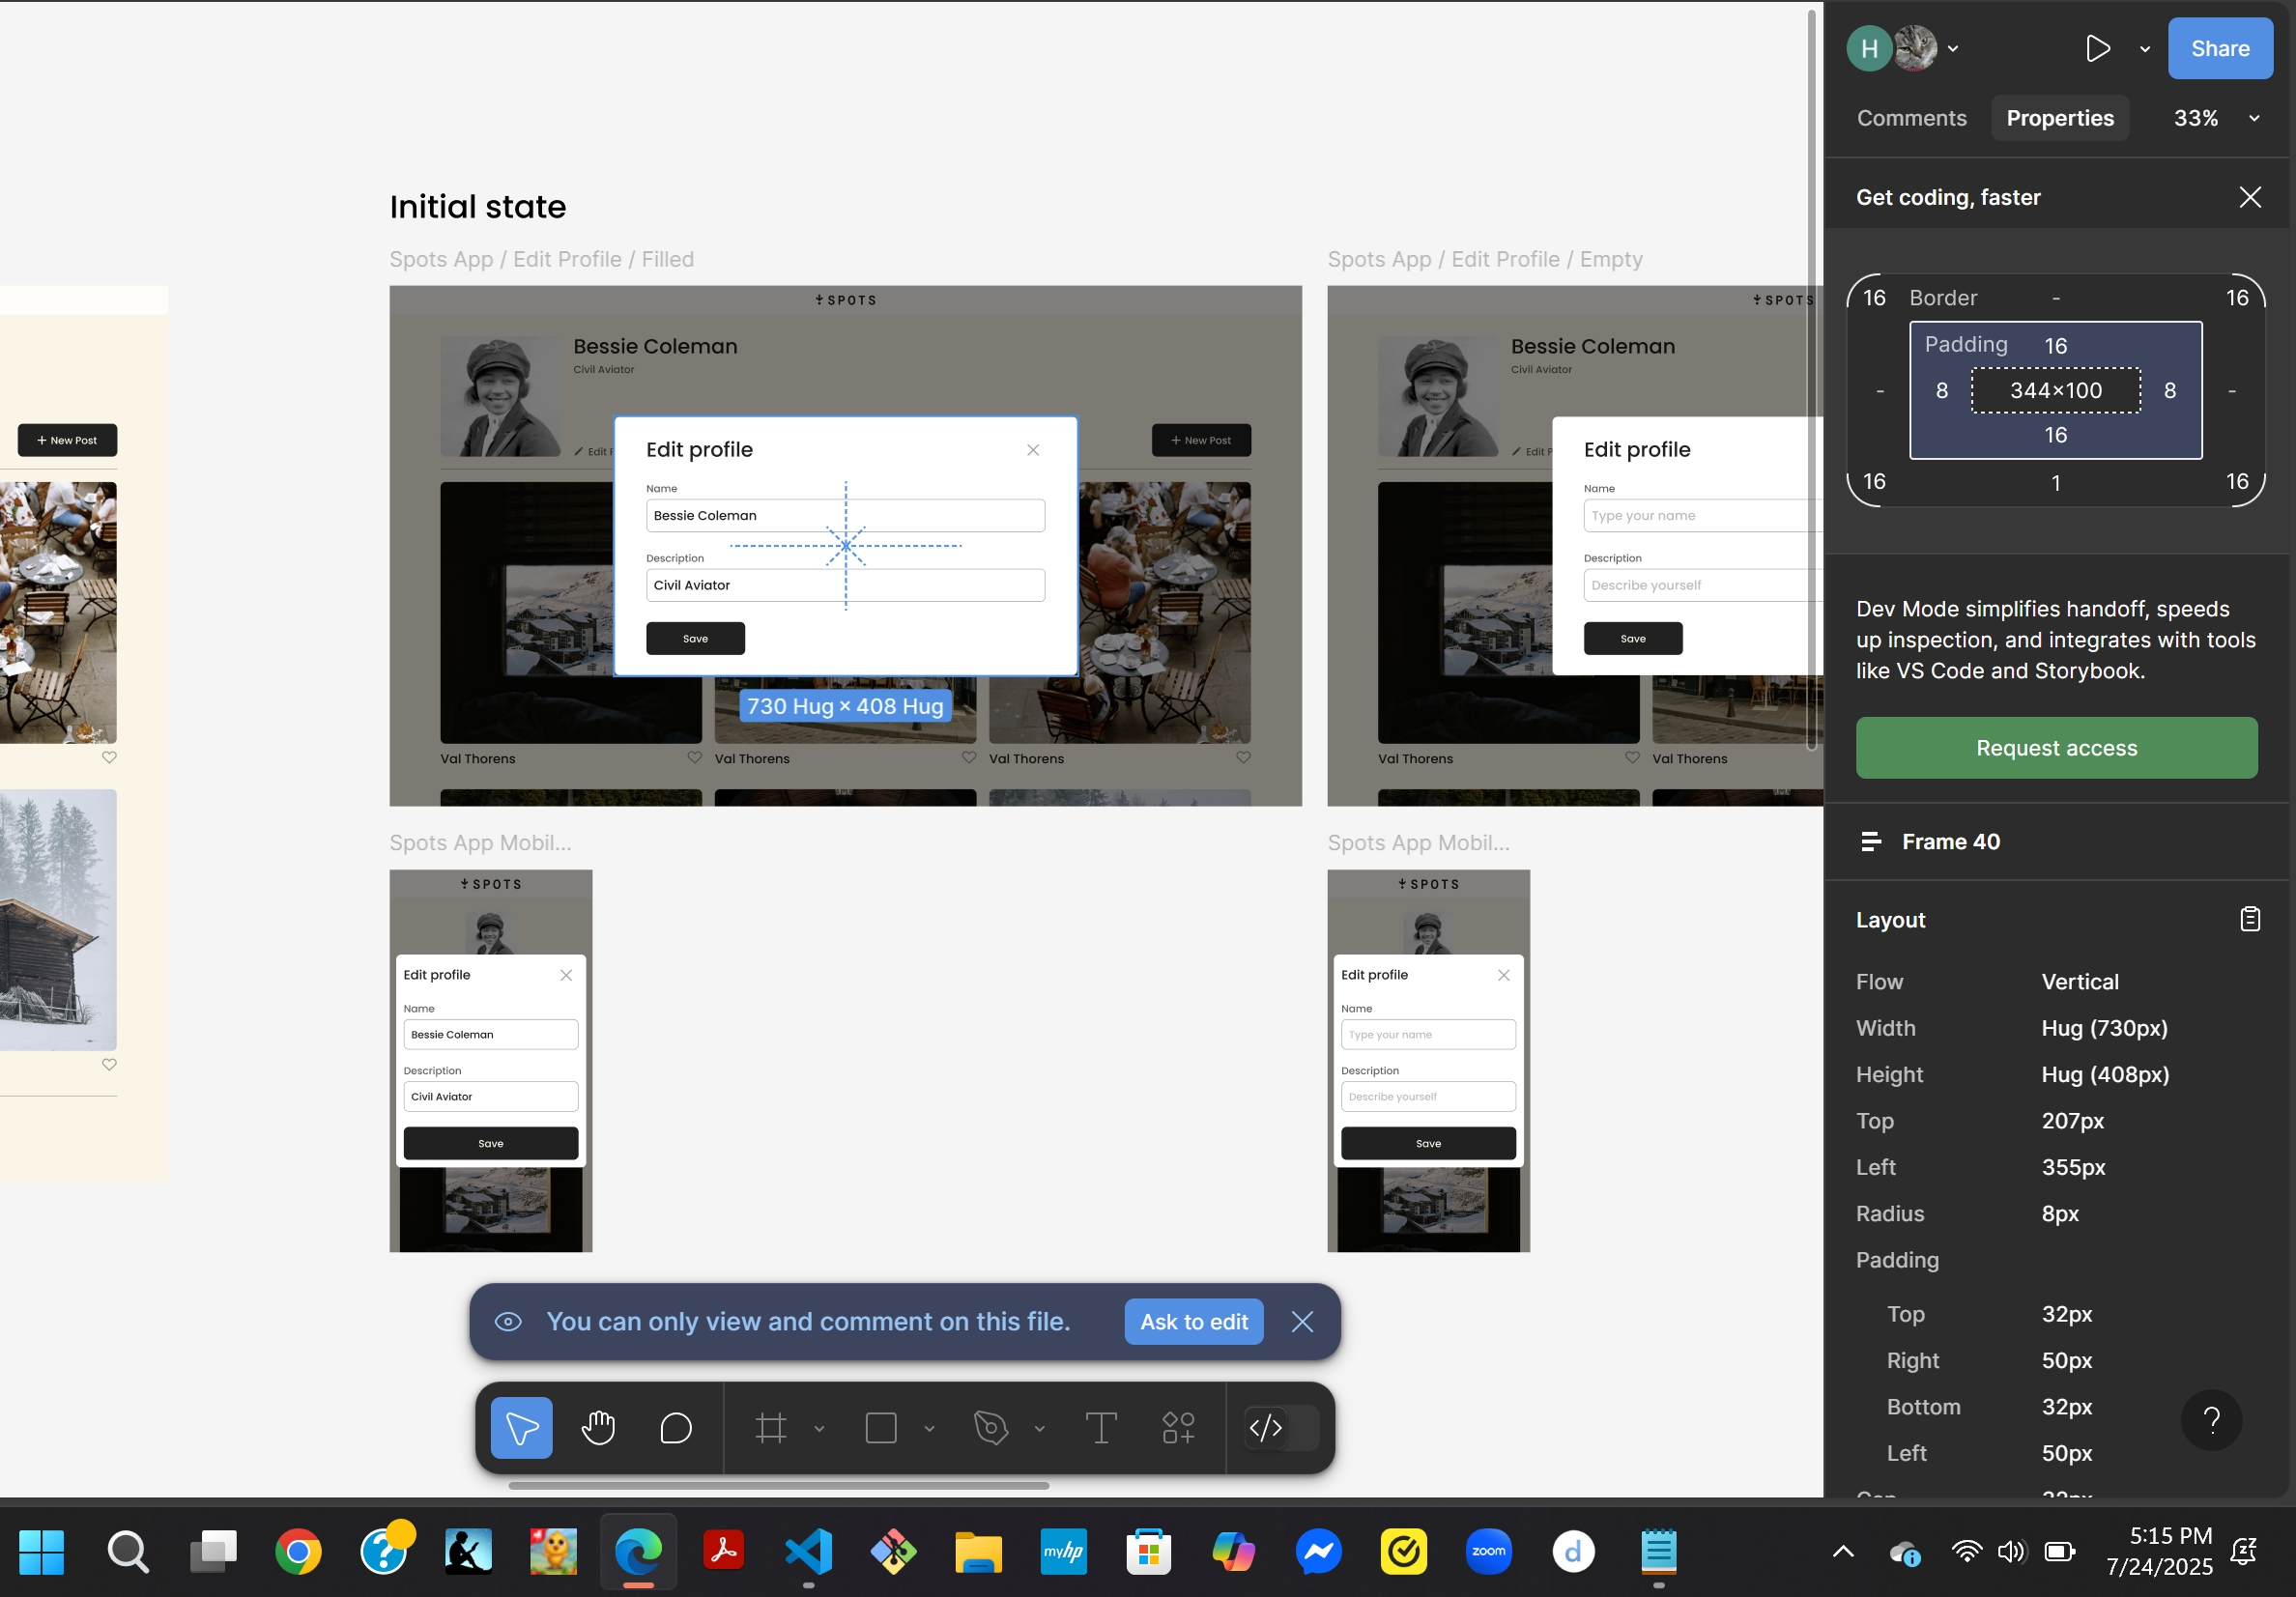 H
Share
Comments
Properties
33%
Get coding, faster
16 Border - 16
Padding 16
- 8 344×100 8 -
16
16 1 16
Dev Mode simplifies handoff, speeds
up inspection, and integrates with tools
like VS Code and Storybook.
Request access
Frame 40
Layout
Flow Vertical
Width Hug (730px)
Height Hug (408px)
Top 207px
Left 355px
Radius 8px
Padding
Top 32px
Right 50px
Bottom 32px
Left 50px
?
Initial state
Spots App / Edit Profile / Filled
SPOTS
Bessie Coleman
Civil Aviator
Edit
+ New Post
+ New Post
Edit profile
Name
Bessie Coleman
Description
Civil Aviator
Save
730 Hug × 408 Hug
Val Thorens
Val Thorens
Val Thorens
Spots App / Edit Profile / Empty
SPOTS
Bessie Coleman
Civil Aviator
Edit P
Edit profile
Name
Type your name
Description
Describe yourself
Save
Val Thorens
Val Thorens
Spots App Mobil...
SPOTS
Edit profile
Name
Bessie Coleman
Description
Civil Aviator
Save
Spots App Mobil...
SPOTS
Edit profile
Name
Type your name
Description
Describe yourself
Save
You can only view and comment on this file.
Ask to edit
myhp
zoom
d
5:15 PM
7/24/2025